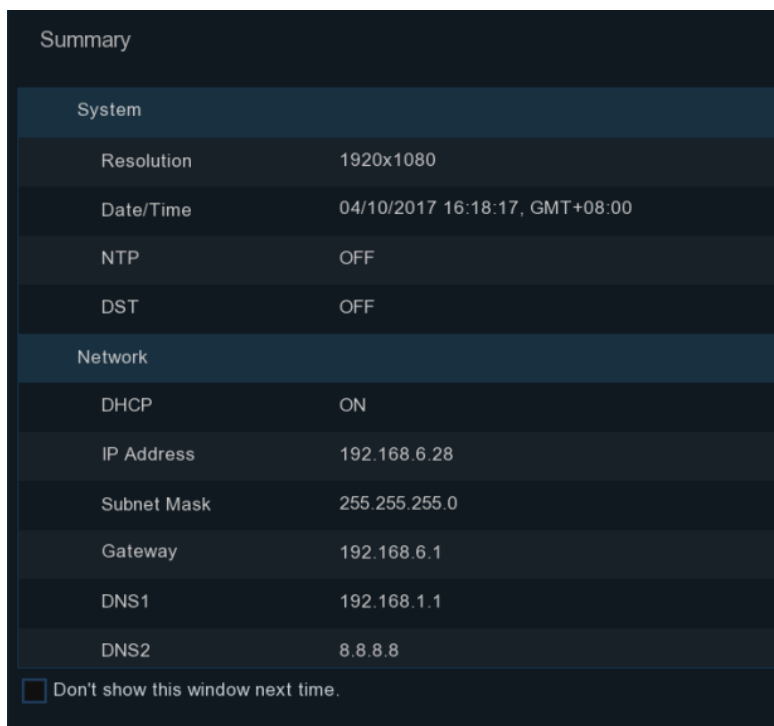 Summary
System
Resolution 1920x1080
Date/Time 04/10/2017 16:18:17, GMT+08:00
NTP OFF
DST OFF
Network
DHCP ON
IP Address 192.168.6.28
Subnet Mask 255.255.255.0
Gateway 192.168.6.1
DNS1 192.168.1.1
DNS2 8.8.8.8
Don't show this window next time.